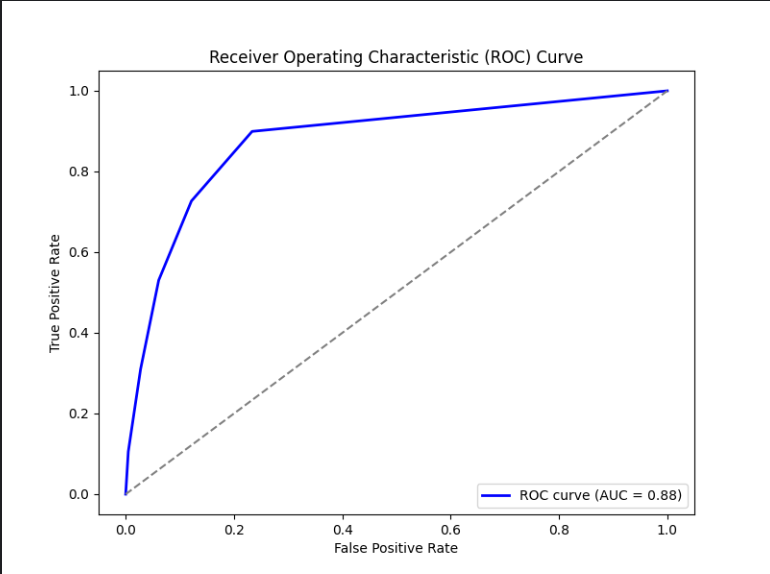 Receiver Operating Characteristic (ROC) Curve
True Positive Rate
1.0
0.8
0.6
0.4
0.2
0.0
0.0 0.2 0.4 0.6 0.8 1.0
False Positive Rate
ROC curve (AUC = 0.88)